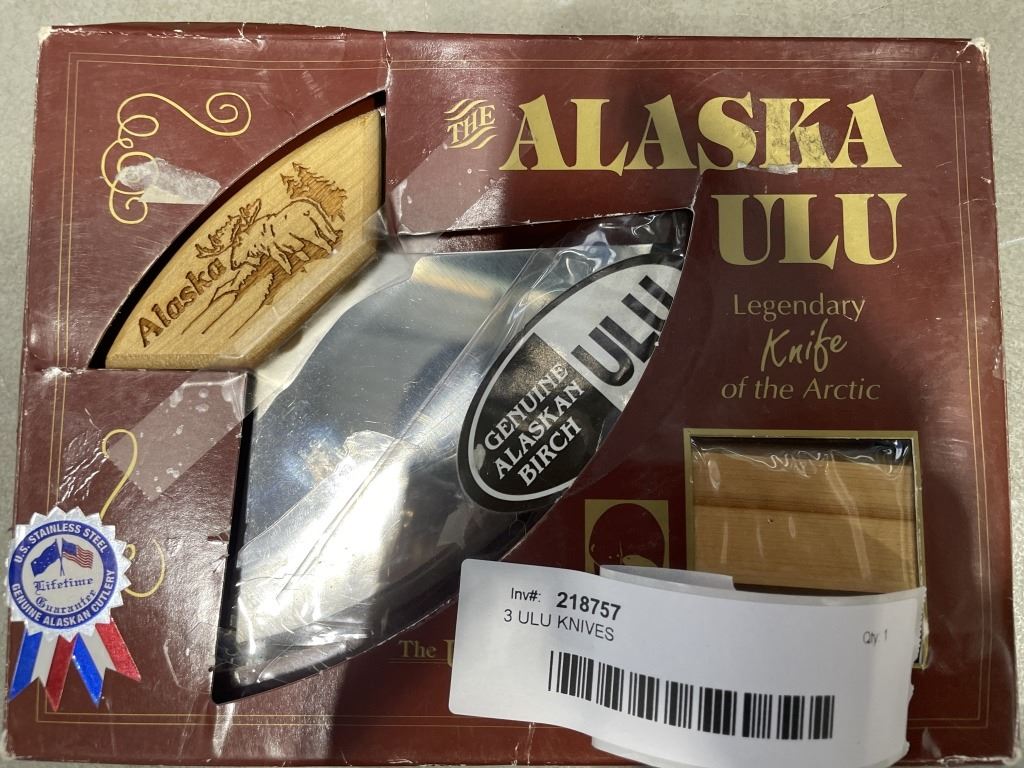 THE
ALASKA
ULU
Legendary
Knife
of the Arctic
Alaska
ULU
GENUINE
ALASKAN
BIRCH
U.S. STAINLESS STEEL
Lifetime
Guarantee
GENUINE ALASKAN CUTLERY
The
Inv#: 218757
3 ULU KNIVES
Qty: 1